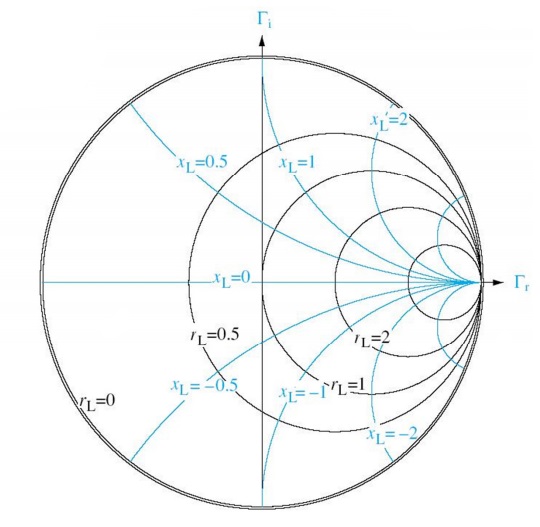 Γi
xL=2
xL=0.5
xL=1
xL=0
Γr
rL=0.5
rL=2
xL=-0.5
xL=-1
rL=1
rL=0
xL=-2